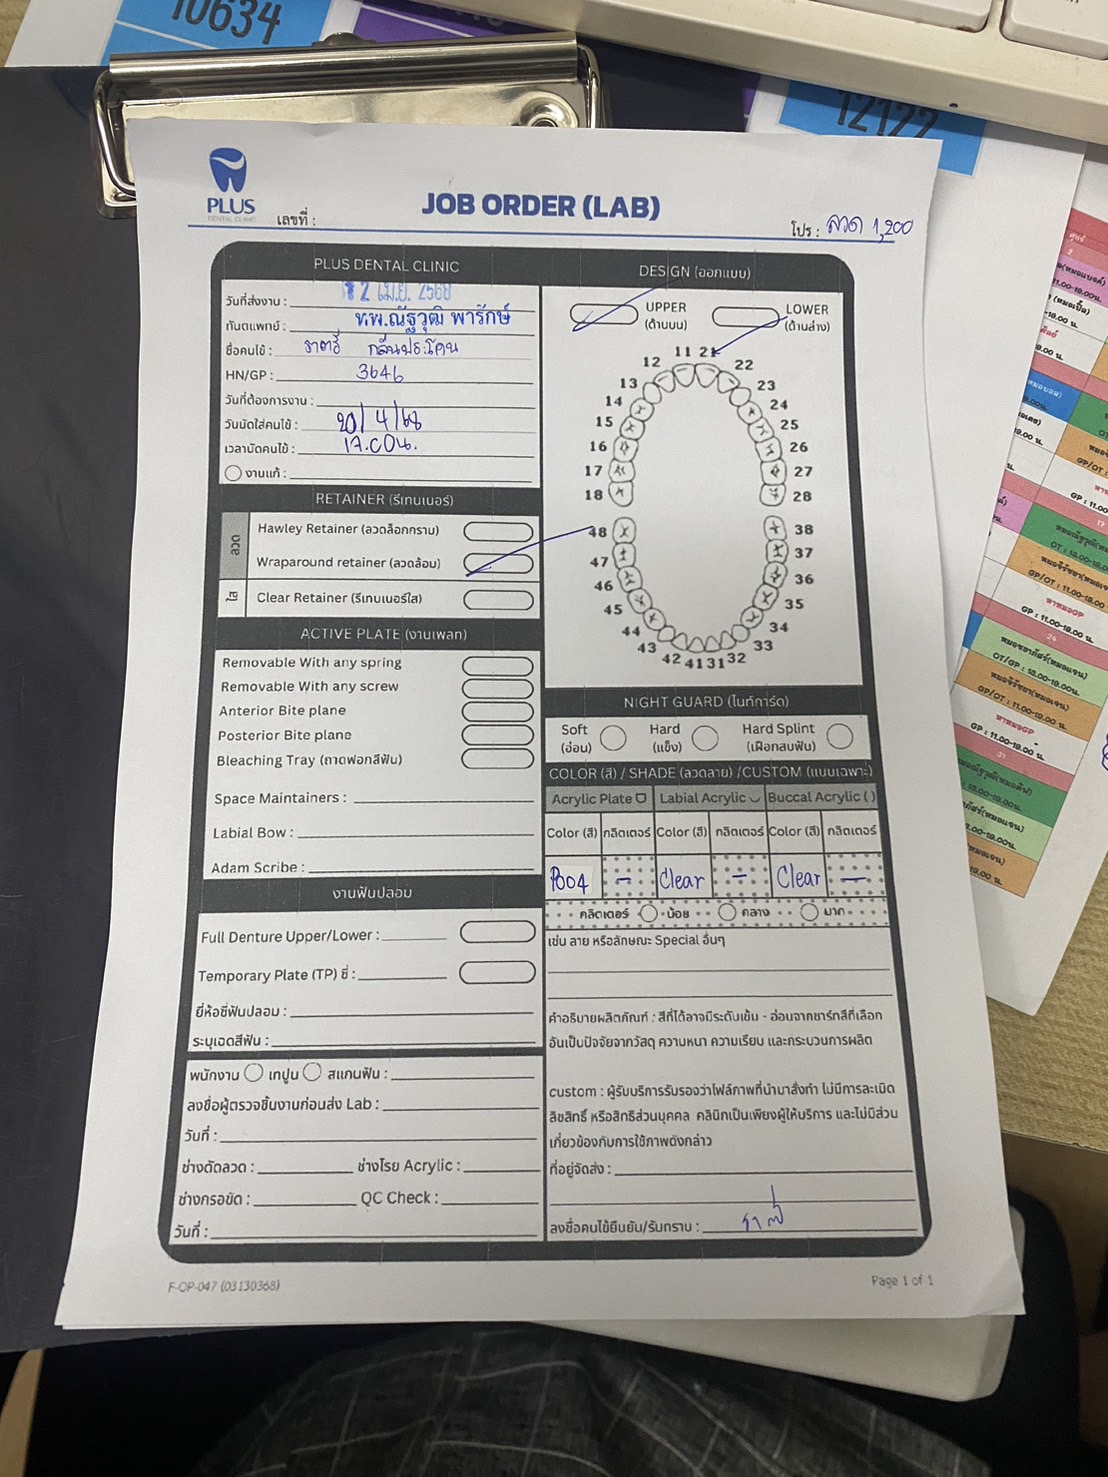 10634
12122
PLUS
DENTAL CLINIC
JOB ORDER (LAB)
เลขที่ :
โปร : ลวด 1,200
PLUS DENTAL CLINIC
วันที่ส่งงาน : 12 เม.ย. 2568
ทันตแพทย์ : ท.พ.ณัฐวุฒิ พารักษ์
ชื่อคนไข้ : ราตรี กลิ่นประโคน
HN/GP : 3646
วันที่ต้องการงาน :
วันนัดใส่คนไข้ : 20/4/68
เวลานัดคนไข้ : 17.00น.
งานแก้ :
RETAINER (รีเทนเนอร์)
ลวด
Hawley Retainer (ลวดล็อกกราม)
Wraparound retainer (ลวดล้อม)
ใส
Clear Retainer (รีเทนเนอร์ใส)
ACTIVE PLATE (งานเพลท)
Removable With any spring
Removable With any screw
Anterior Bite plane
Posterior Bite plane
Bleaching Tray (ถาดฟอกสีฟัน)
Space Maintainers :
Labial Bow :
Adam Scribe :
งานฟันปลอม
Full Denture Upper/Lower :
Temporary Plate (TP) ซี่ :
ยี่ห้อซี่ฟันปลอม :
ระบุเฉดสีฟัน :
พนักงาน เทปูน สแกนฟัน :
ลงชื่อผู้ตรวจชิ้นงานก่อนส่ง Lab :
วันที่ :
ช่างดัดลวด : ช่างโรย Acrylic :
ช่างกรอขัด : QC Check :
วันที่ :
DESIGN (ออกแบบ)
UPPER LOWER
(ด้านบน) (ด้านล่าง)
11 21
12 22
13 23
14 24
15 25
16 26
17 27
18 28
48 38
47 37
46 36
45 35
44 34
43 33
42 41 31 32
NIGHT GUARD (ไนท์การ์ด)
Soft Hard Hard Splint
(อ่อน) (แข็ง) (เฝือกสบฟัน)
COLOR (สี) / SHADE (ลวดลาย) /CUSTOM (แบบเฉพาะ)
Acrylic Plate Labial Acrylic Buccal Acrylic ( )
Color (สี) กลิตเตอร์ Color (สี) กลิตเตอร์ Color (สี) กลิตเตอร์
P004 – Clear – Clear –
กลิตเตอร์ น้อย กลาง มาก
เช่น ลาย หรือลักษณะ Special อื่นๆ
คำอธิบายผลิตภัณฑ์ : สีที่ได้อาจมีระดับเข้ม - อ่อนจากชาร์ทสีที่เลือก
อันเป็นปัจจัยจากวัสดุ ความหนา ความเรียบ และกระบวนการผลิต
custom : ผู้รับบริการรับรองว่าไฟล์ภาพที่นำมาสั่งทำ ไม่มีการละเมิด
ลิขสิทธิ์ หรือสิทธิส่วนบุคคล คลินิกเป็นเพียงผู้ให้บริการ และไม่มีส่วน
เกี่ยวข้องกับการใช้ภาพดังกล่าว
ที่อยู่จัดส่ง :
ลงชื่อคนไข้ยืนยัน/รับทราบ :
F-OP-047 (03130368)
Page 1 of 1